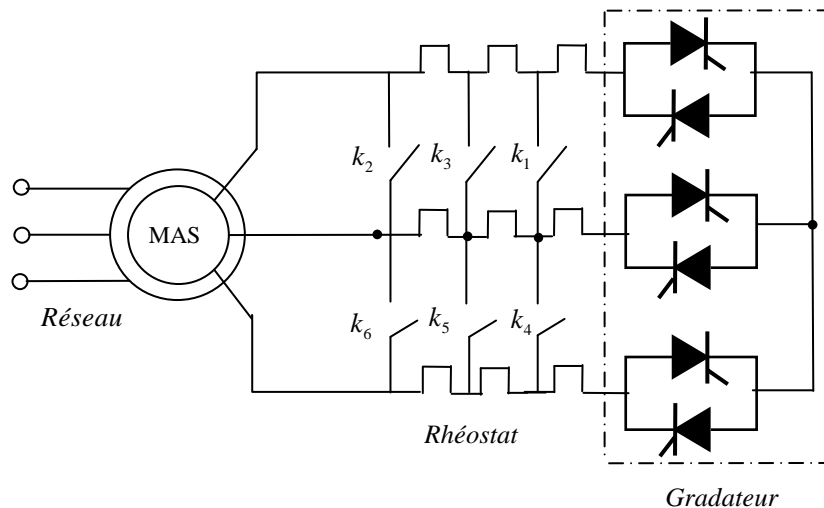 k₂
k₃
k₁
MAS
Réseau
k₆
k₅
k₄
Rhéostat
Gradateur